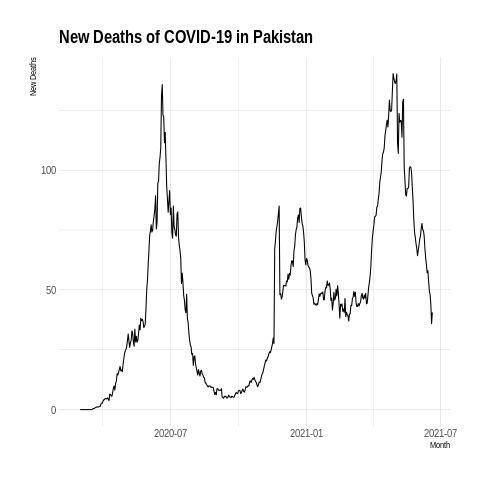 New Deaths of COVID-19 in Pakistan
New Deaths
100
50
0
2020-07 2021-01 2021-07
Month